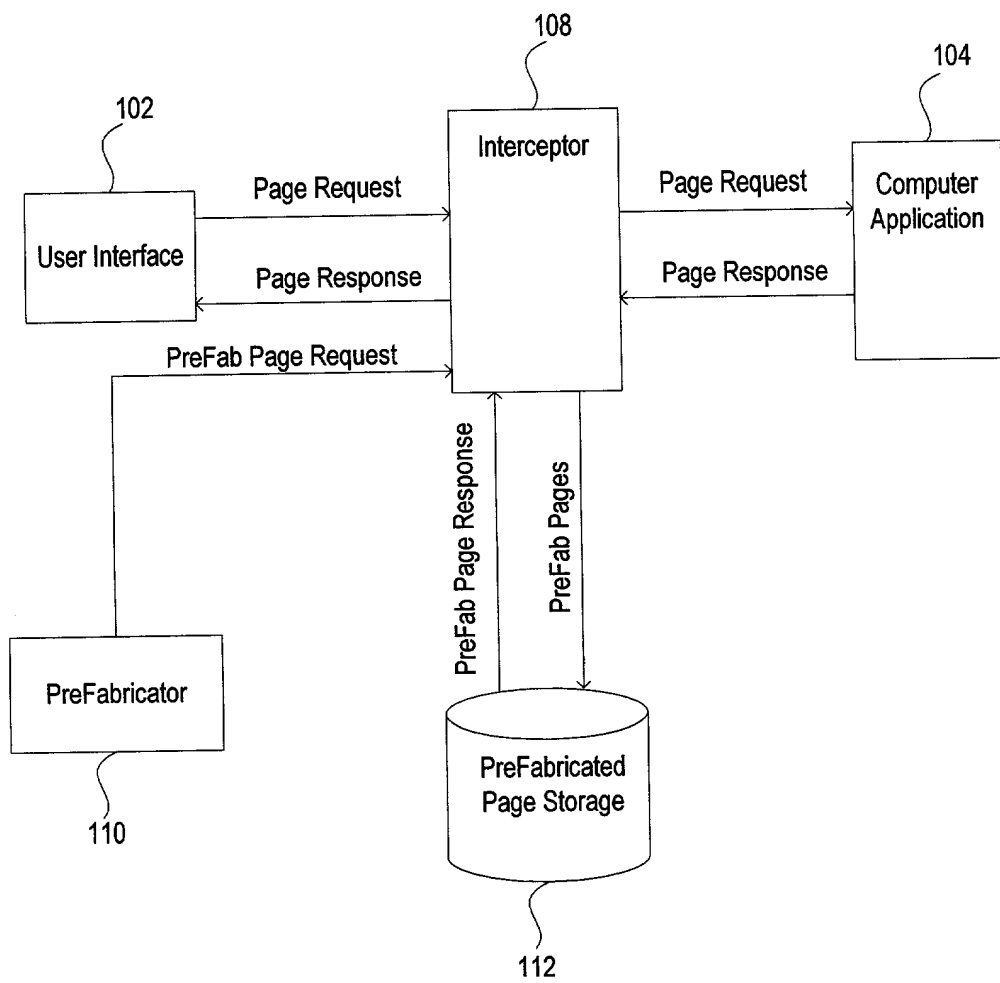 108
104
102
Interceptor
Page Request
Page Request
Computer
Application
User Interface
Page Response
Page Response
PreFab Page Request
PreFab Page Response
PreFab Pages
PreFabricator
PreFabricated
Page Storage
110
112